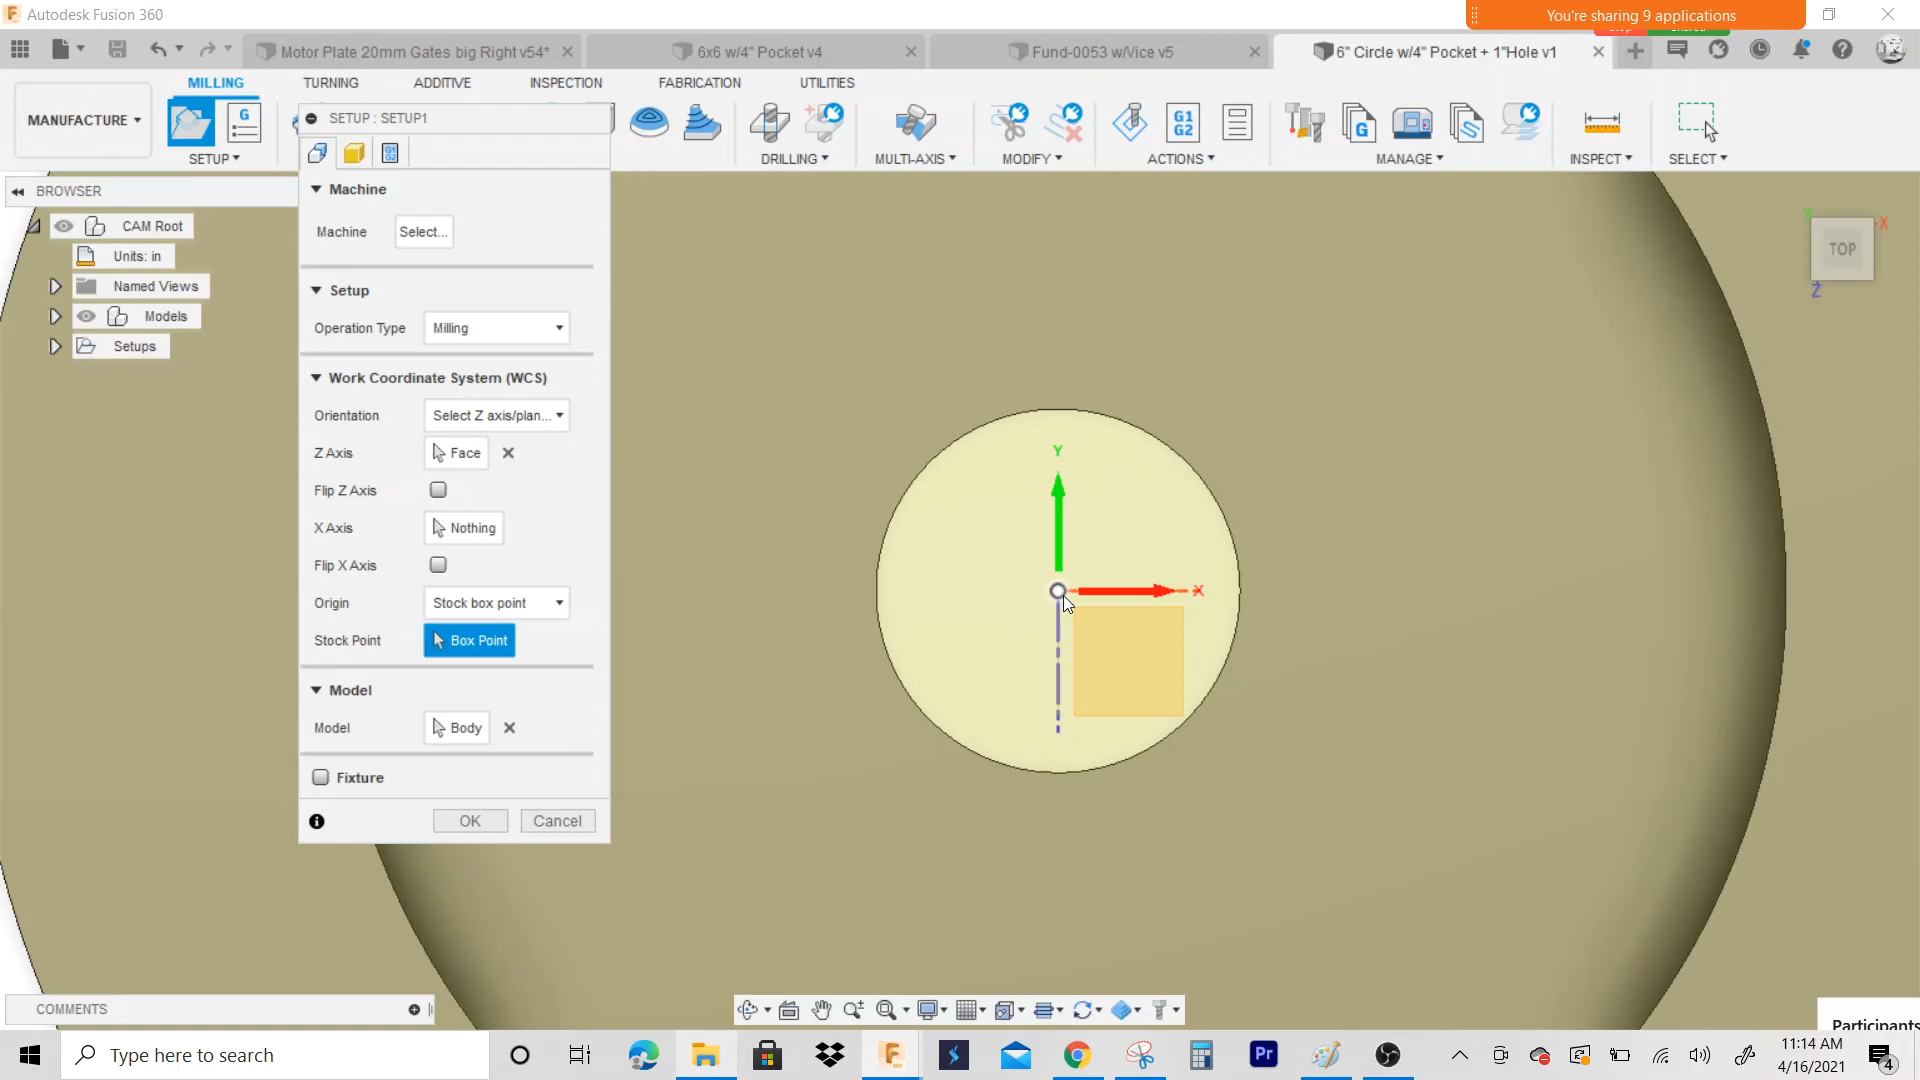 Autodesk Fusion 360
You're sharing 9 applications
Motor Plate 20mm Gates big Right v54*
6x6 w/4" Pocket v4
Fund-0053 w/Vice v5
6" Circle w/4" Pocket + 1"Hole v1
MILLING
TURNING
ADDITIVE
INSPECTION
FABRICATION
UTILITIES
MANUFACTURE
SETUP
DRILLING
MULTI-AXIS
MODIFY
ACTIONS
MANAGE
INSPECT
SELECT
G
G1
G2
G
SETUP : SETUP1
BROWSER
CAM Root
Units: in
Named Views
Models
Setups
Machine
Machine
Select...
Setup
Operation Type
Milling
Work Coordinate System (WCS)
Orientation
Select Z axis/plan...
Z Axis
Face
Flip Z Axis
X Axis
Nothing
Flip X Axis
Origin
Stock box point
Stock Point
Box Point
Model
Model
Body
Fixture
OK
Cancel
Y
X
TOP
X
Z
COMMENTS
Participants
Type here to search
Pr
11:14 AM
4/16/2021
4